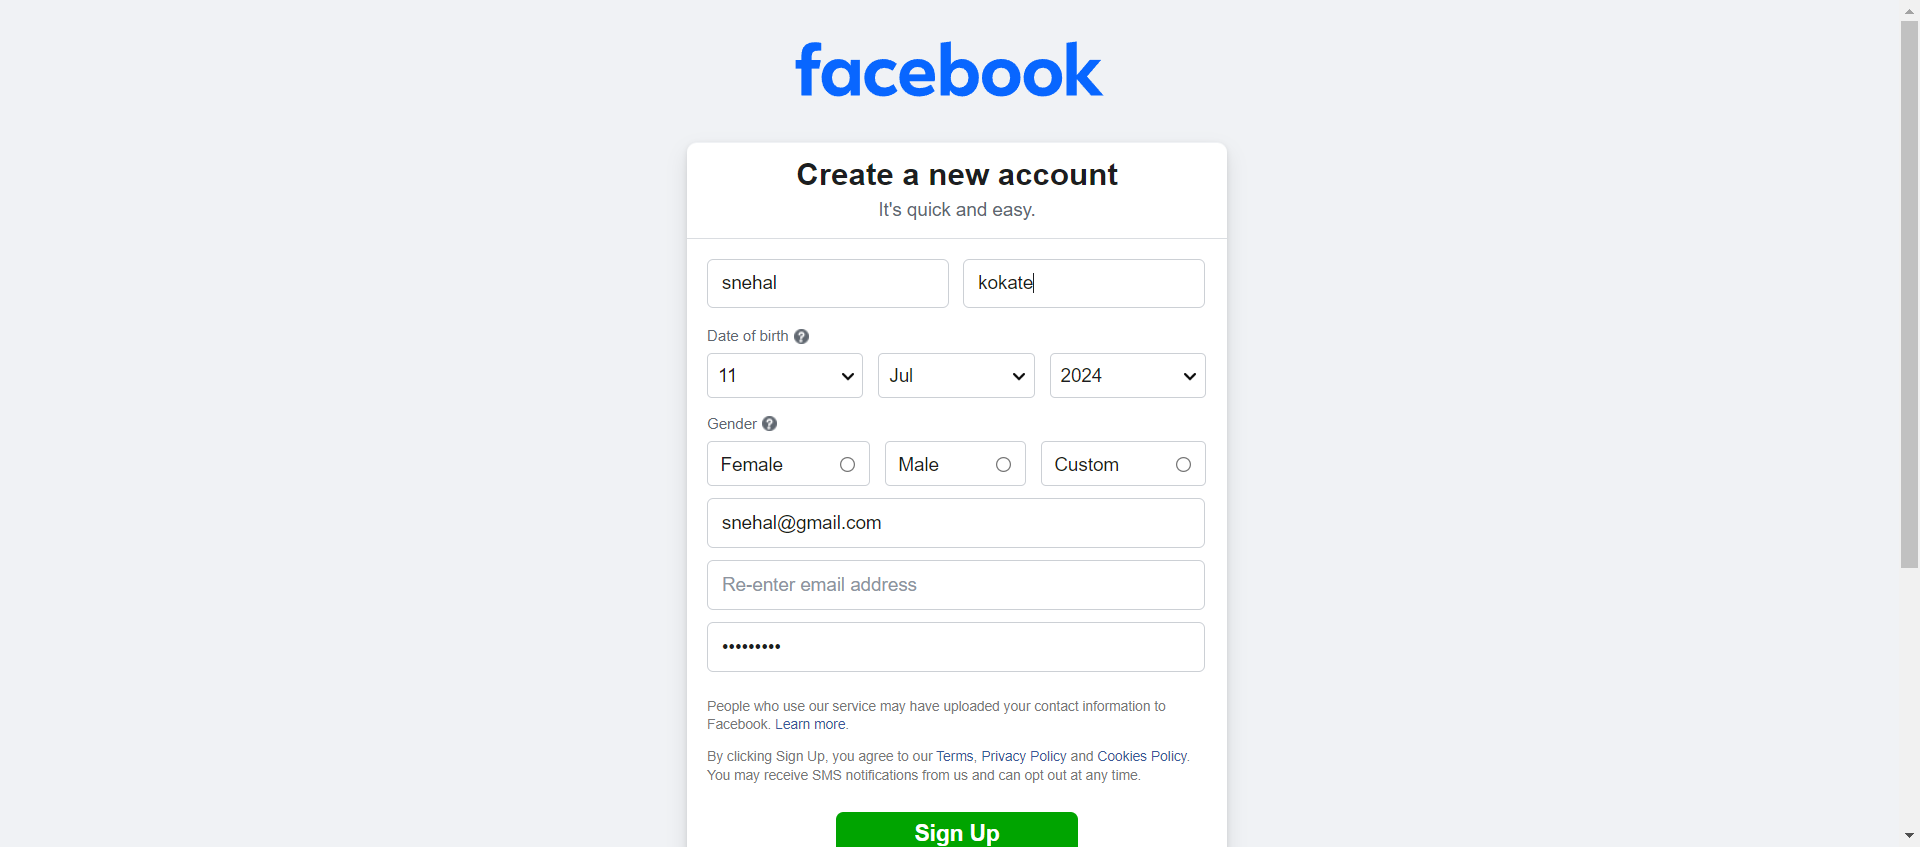 facebook
Create a new account
It's quick and easy.
snehal kokate
Date of birth ?
11 Jul 2024
Gender ?
Female Male Custom
snehal@gmail.com
Re-enter email address
•••••••••
People who use our service may have uploaded your contact information to
Facebook. Learn more.
By clicking Sign Up, you agree to our Terms, Privacy Policy and Cookies Policy.
You may receive SMS notifications from us and can opt out at any time.
Sign Up